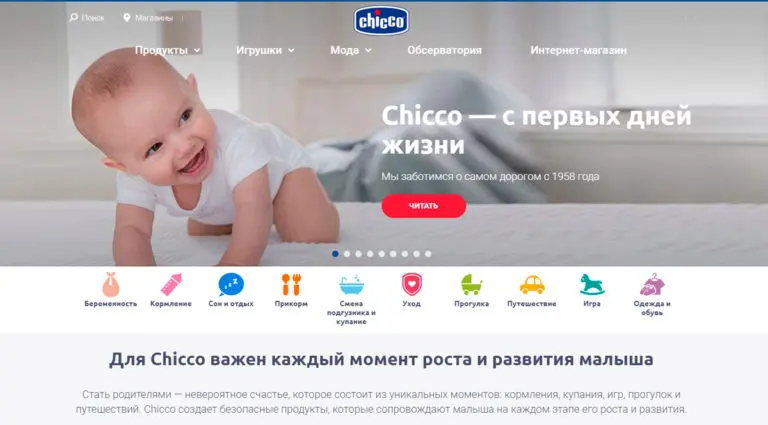 Поиск
Магазины
chicco
Продукты
Игрушки
Мода
Обсерватория
Интернет-магазин
Chicco — с первых дней
жизни
Мы заботимся о самом дорогом с 1958 года
ЧИТАТЬ
Беременность
Кормление
Сон и отдых
Прикорм
Смена
подгузника и
купание
Уход
Прогулка
Путешествие
Игра
Одежда и
обувь
Для Chicco важен каждый момент роста и развития малыша
Стать родителями — невероятное счастье, которое состоит из уникальных моментов: кормления, купания, игр, прогулок и
путешествий. Chicco создает безопасные продукты, которые сопровождают малыша на каждом этапе его роста и развития.